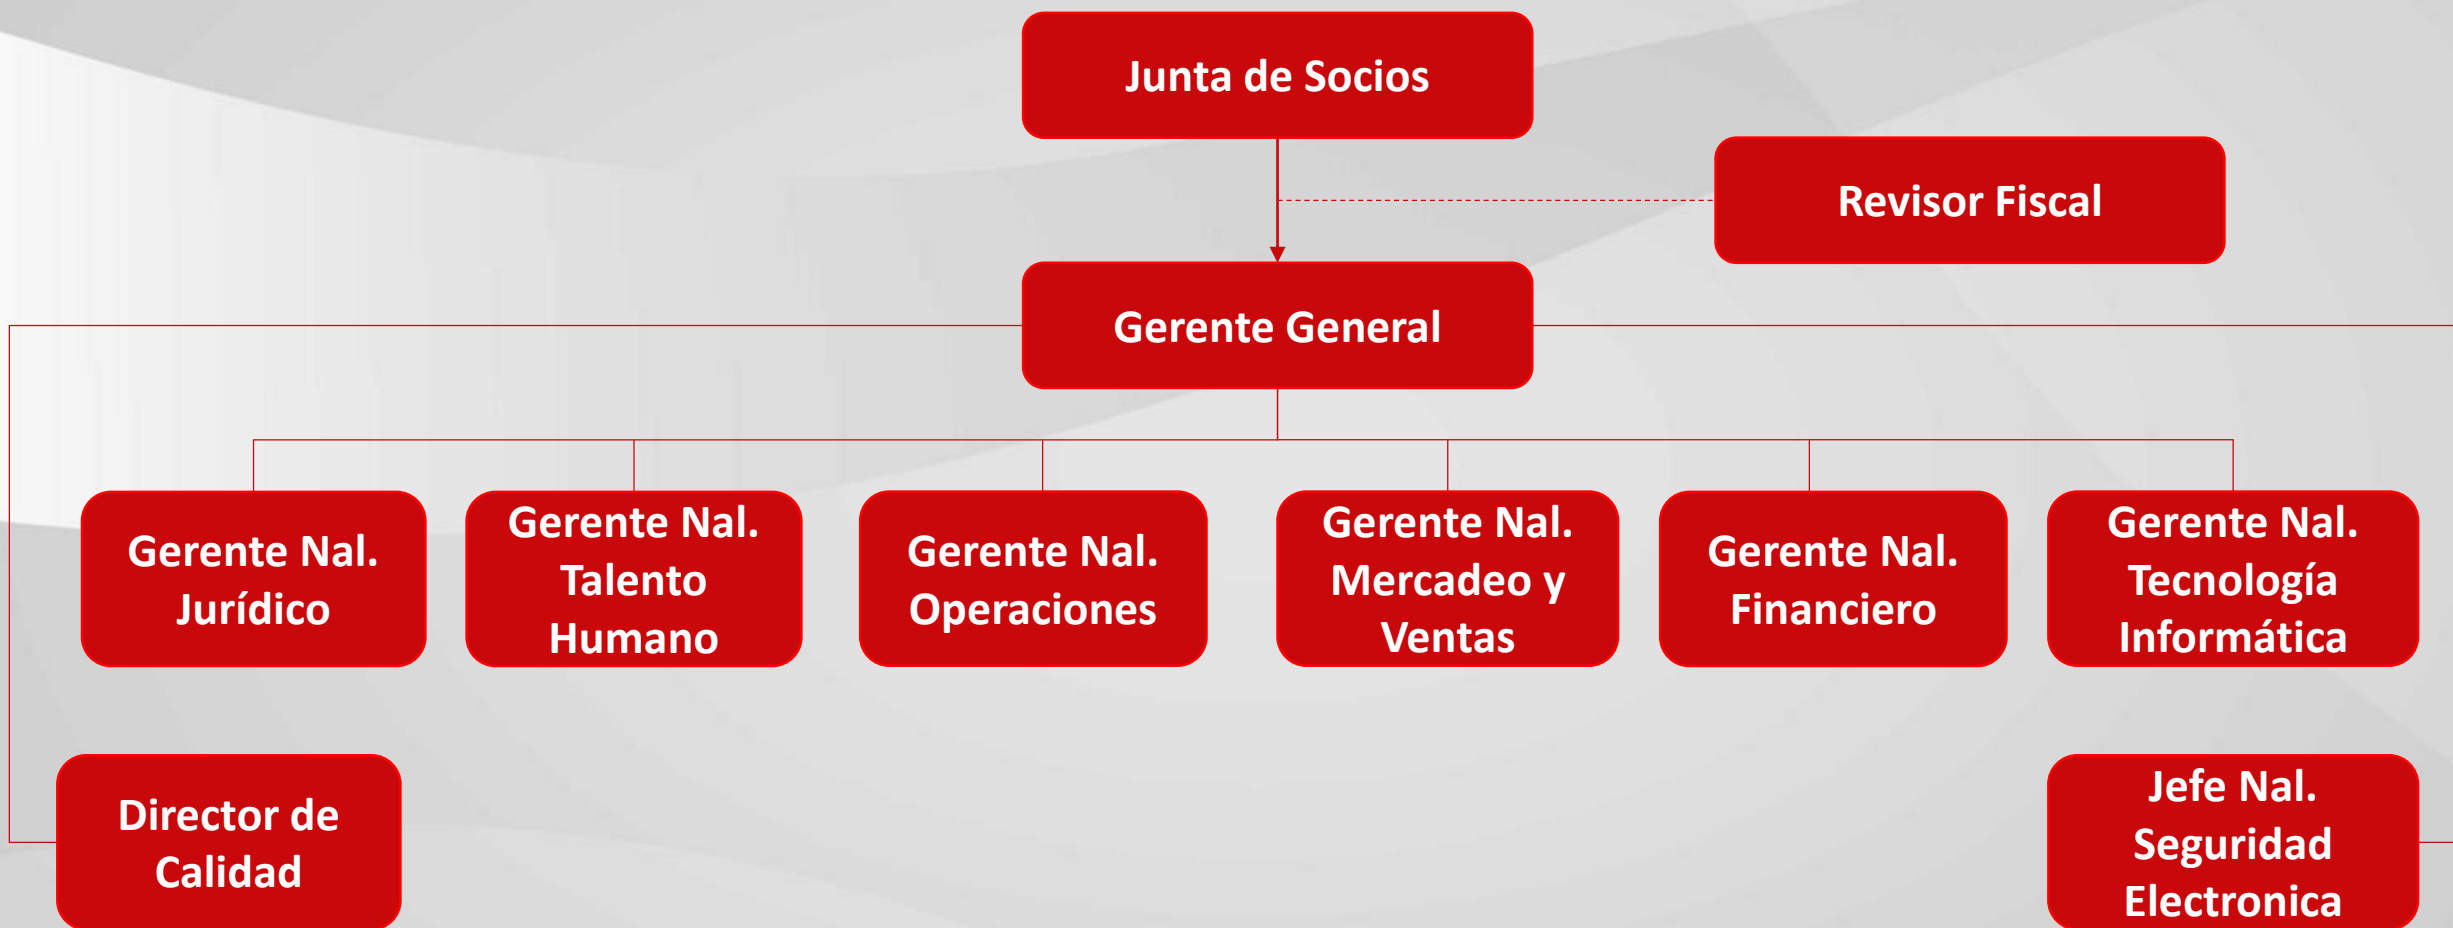 Junta de Socios
Revisor Fiscal
Gerente General
Gerente Nal.
Jurídico
Gerente Nal.
Talento
Humano
Gerente Nal.
Operaciones
Gerente Nal.
Mercadeo y
Ventas
Gerente Nal.
Financiero
Gerente Nal.
Tecnología
Informática
Director de
Calidad
Jefe Nal.
Seguridad
Electronica